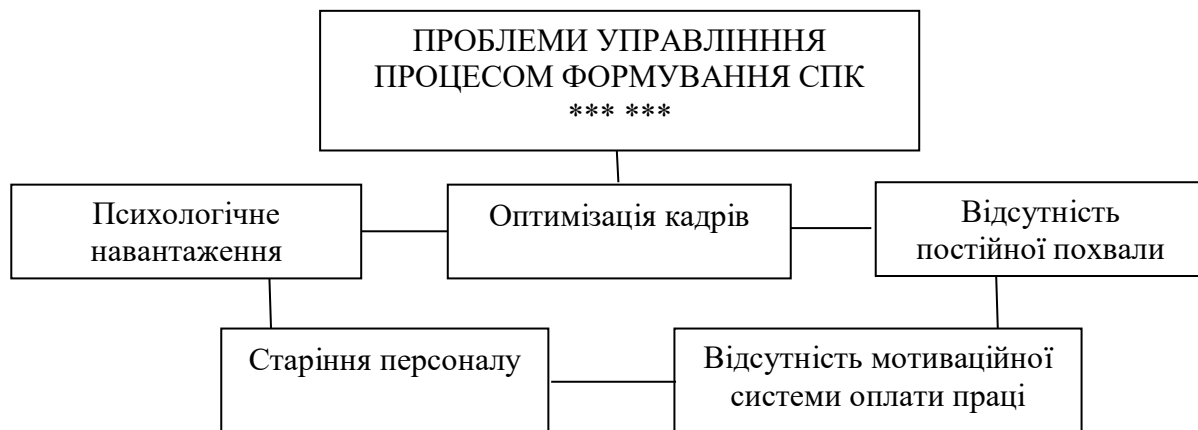 ПРОБЛЕМИ УПРАВЛІНННЯ
ПРОЦЕСОМ ФОРМУВАННЯ СПК
*** ***
Психологічне
навантаження
Оптимізація кадрів
Відсутність
постійної похвали
Старіння персоналу
Відсутність мотиваційної
системи оплати праці